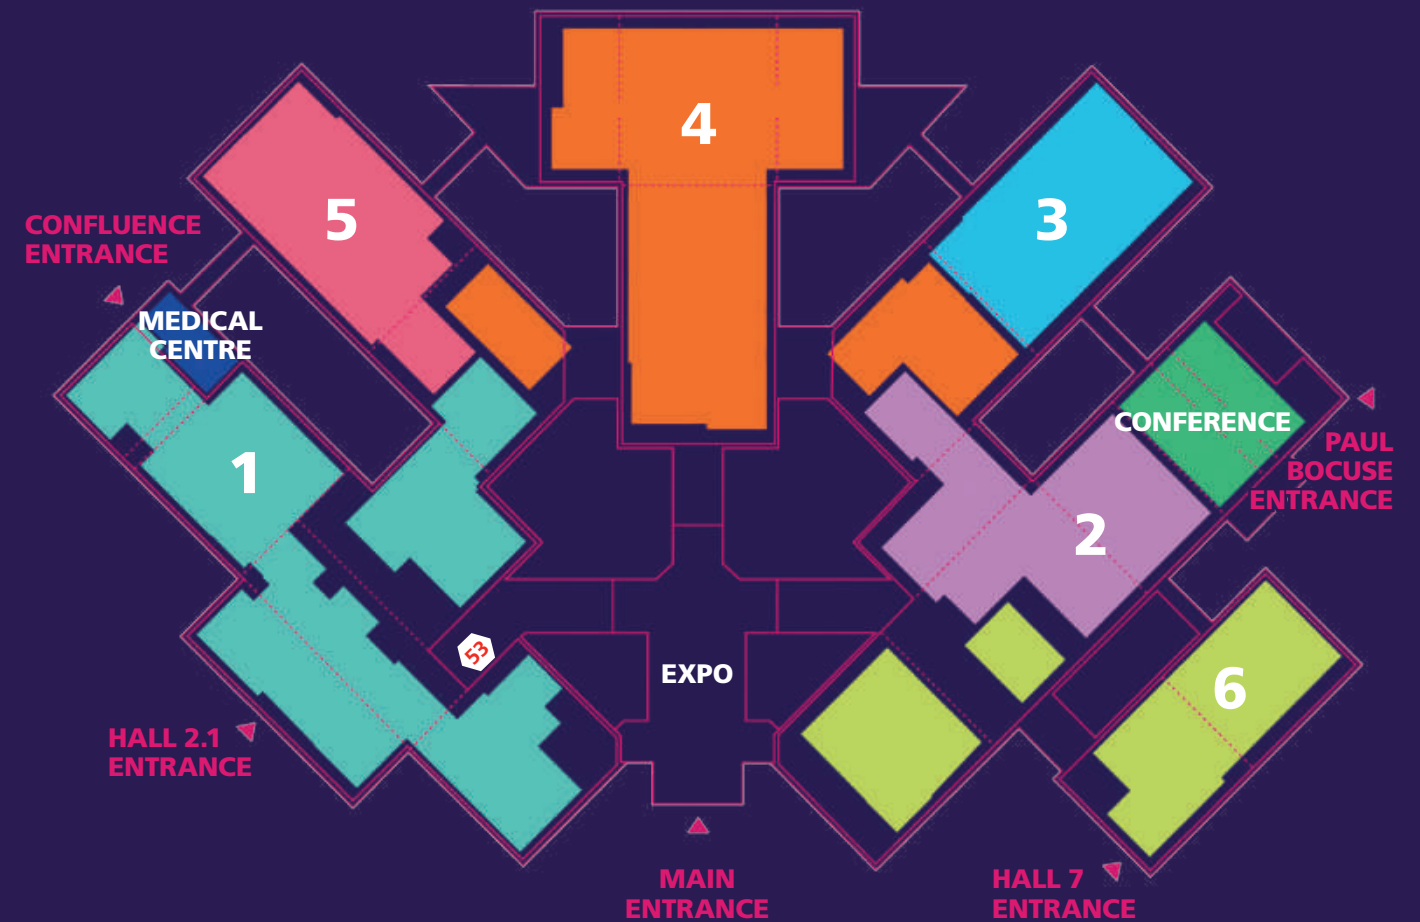 4
5
3
CONFLUENCE
ENTRANCE
MEDICAL
CENTRE
CONFERENCE
PAUL
BOCUSE
ENTRANCE
1
2
53
EXPO
6
HALL 2.1
ENTRANCE
MAIN
ENTRANCE
HALL 7
ENTRANCE